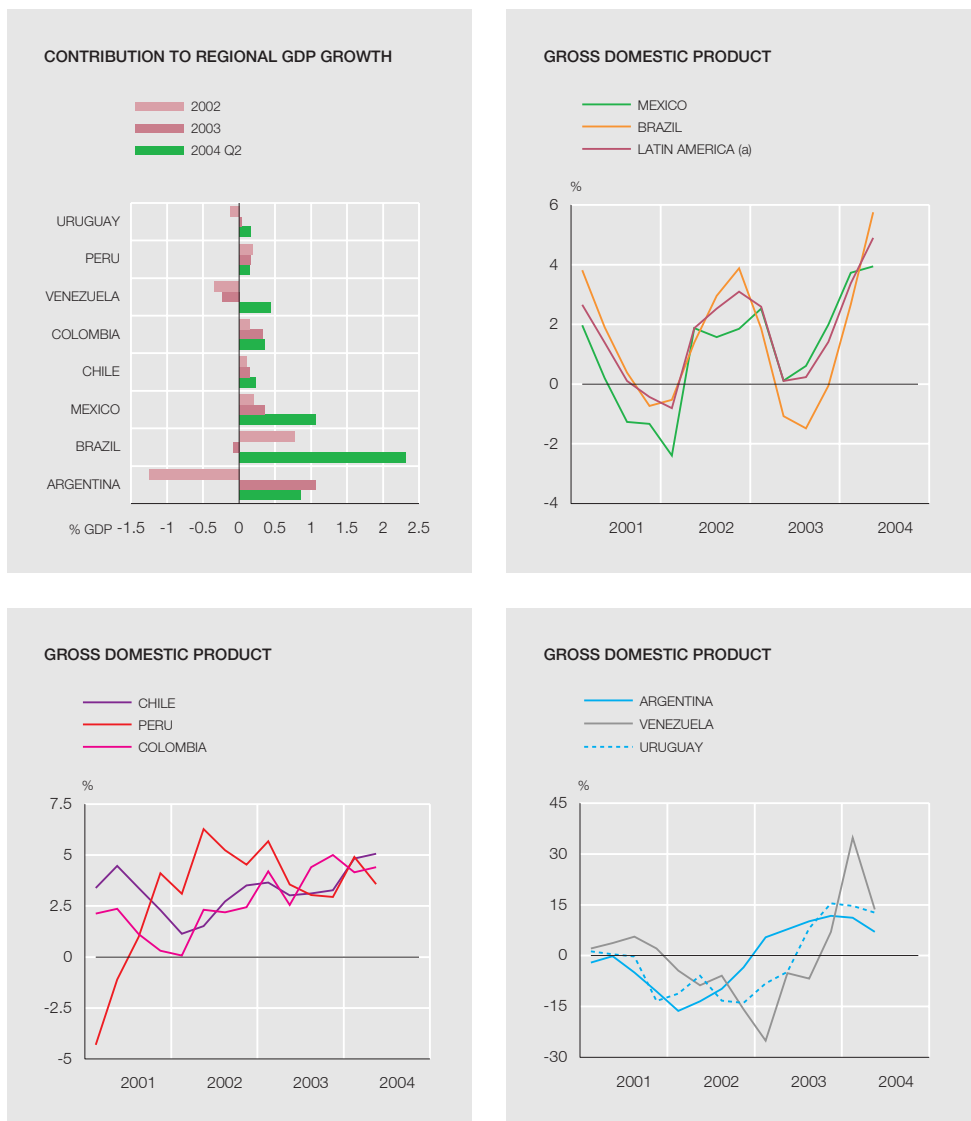 CONTRIBUTION TO REGIONAL GDP GROWTH
2002
2003
2004 Q2
URUGUAY
PERU
VENEZUELA
COLOMBIA
CHILE
MEXICO
BRAZIL
ARGENTINA
% GDP -1.5 -1 -0.5 0 0.5 1 1.5 2 2.5
GROSS DOMESTIC PRODUCT
MEXICO
BRAZIL
LATIN AMERICA (a)
%
6
4
2
0
-2
-4
2001 2002 2003 2004
GROSS DOMESTIC PRODUCT
CHILE
PERU
COLOMBIA
%
7.5
5
2.5
0
-2.5
-5
2001 2002 2003 2004
GROSS DOMESTIC PRODUCT
ARGENTINA
VENEZUELA
URUGUAY
%
45
30
15
0
-15
-30
2001 2002 2003 2004